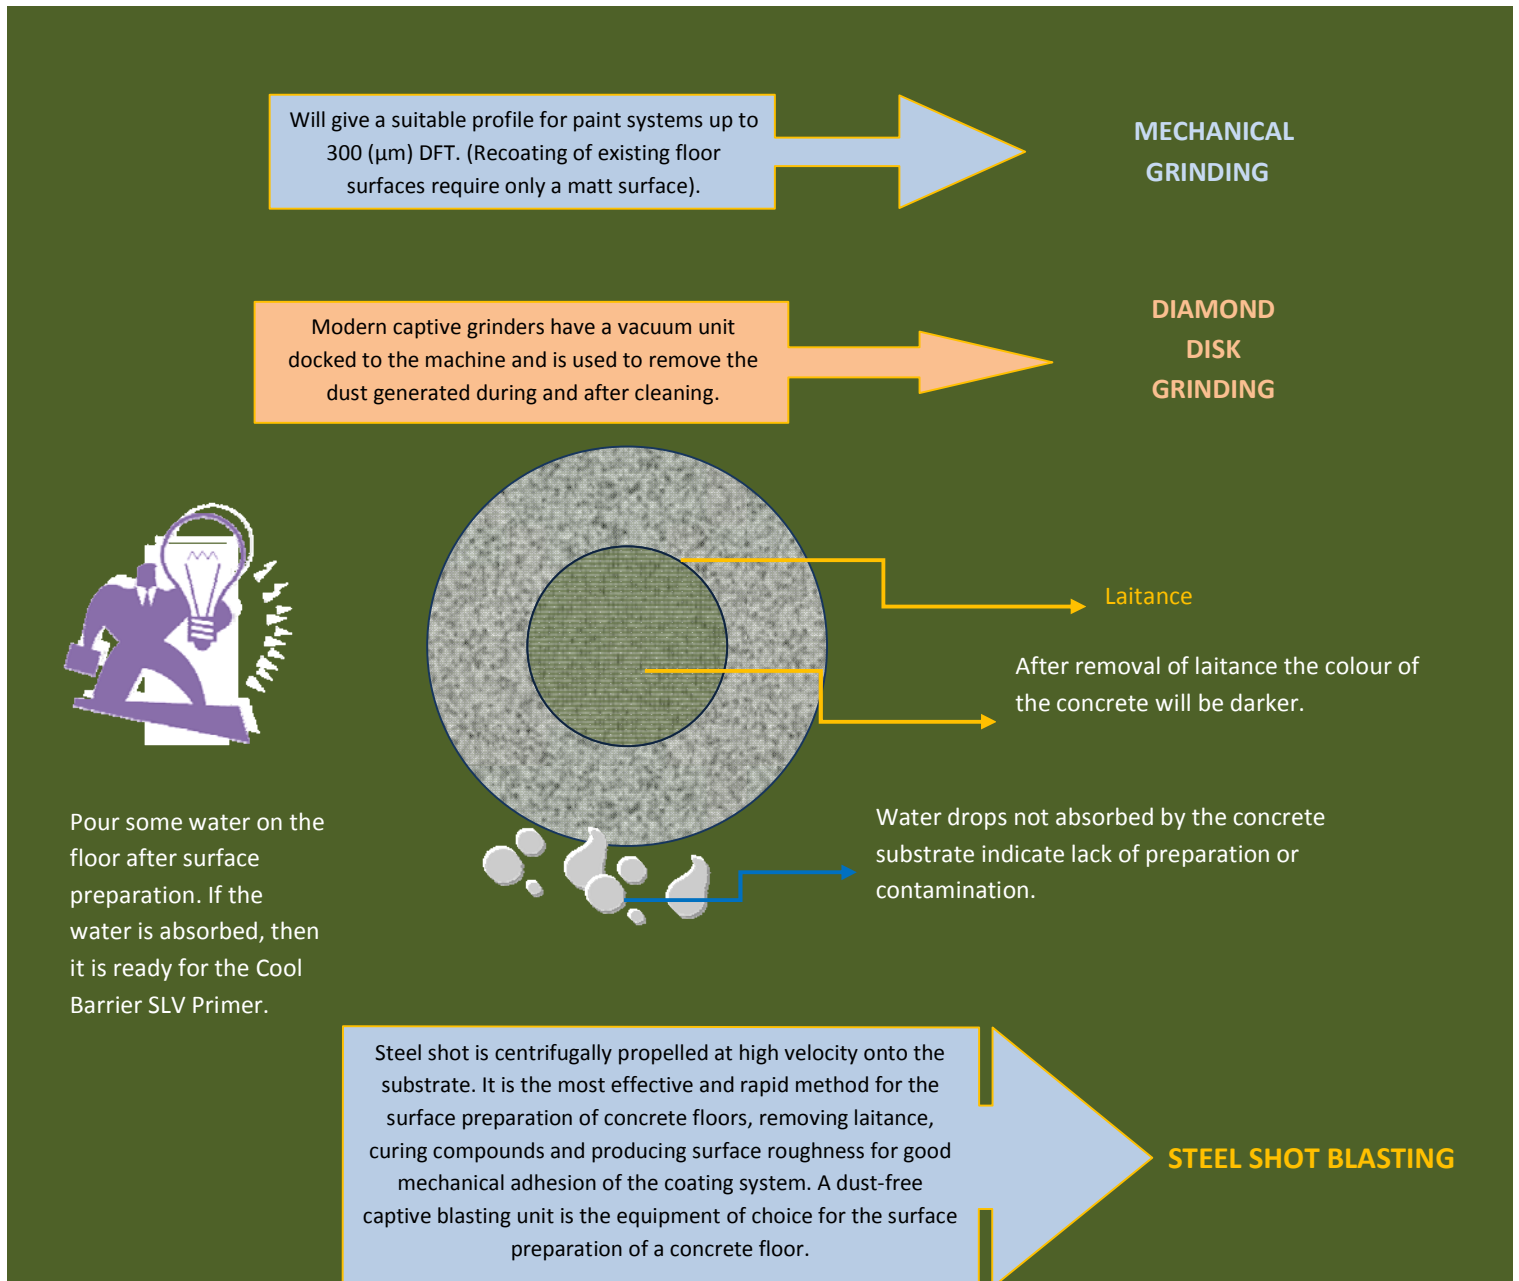 Will give a suitable profile for paint systems up to
300 (µm) DFT. (Recoating of existing floor
surfaces require only a matt surface).
MECHANICAL
GRINDING
Modern captive grinders have a vacuum unit
docked to the machine and is used to remove the
dust generated during and after cleaning.
DIAMOND
DISK
GRINDING
Laitance
After removal of laitance the colour of
the concrete will be darker.
Pour some water on the
floor after surface
preparation. If the
water is absorbed, then
it is ready for the Cool
Barrier SLV Primer.
Water drops not absorbed by the concrete
substrate indicate lack of preparation or
contamination.
Steel shot is centrifugally propelled at high velocity onto the
substrate. It is the most effective and rapid method for the
surface preparation of concrete floors, removing laitance,
curing compounds and producing surface roughness for good
mechanical adhesion of the coating system. A dust-free
captive blasting unit is the equipment of choice for the surface
preparation of a concrete floor.
STEEL SHOT BLASTING